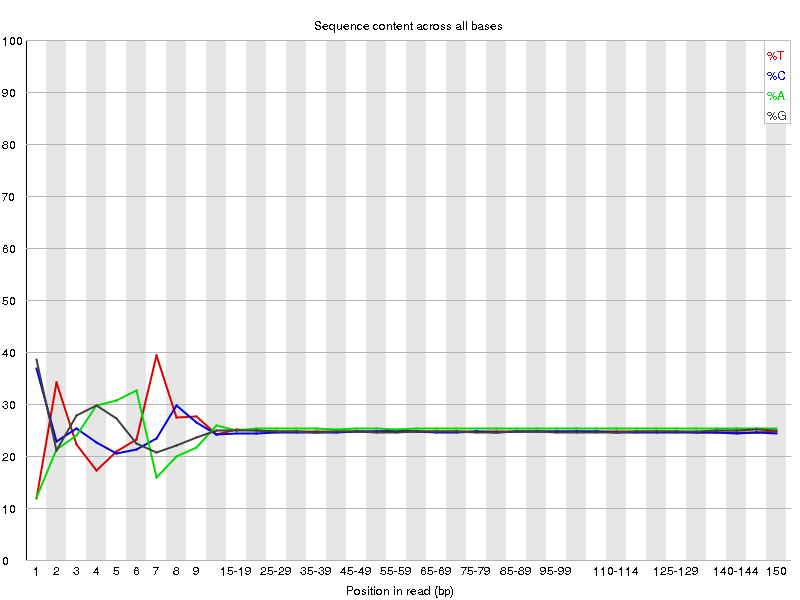 Sequence content across all bases
100
90
80
70
60
50
40
30
20
10
0
%T
%C
%A
%G
1 2 3 4 5 6 7 8 9 15-19 25-29 35-39 45-49 55-59 65-69 75-79 85-89 95-99 110-114 125-129 140-144 150
Position in read (bp)